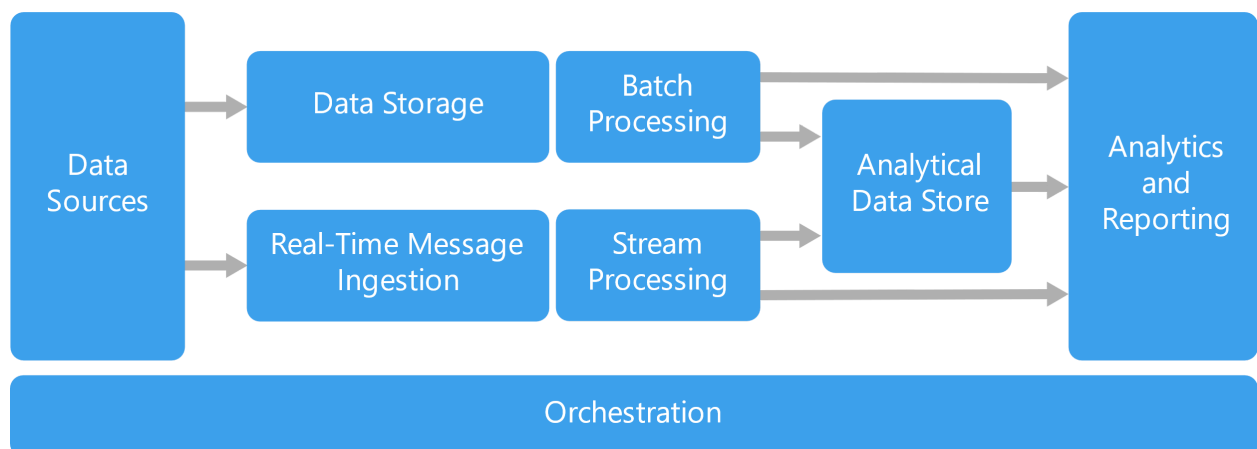 Data
Sources
Data Storage
Batch
Processing
Real-Time Message
Ingestion
Stream
Processing
Analytical
Data Store
Analytics
and
Reporting
Orchestration